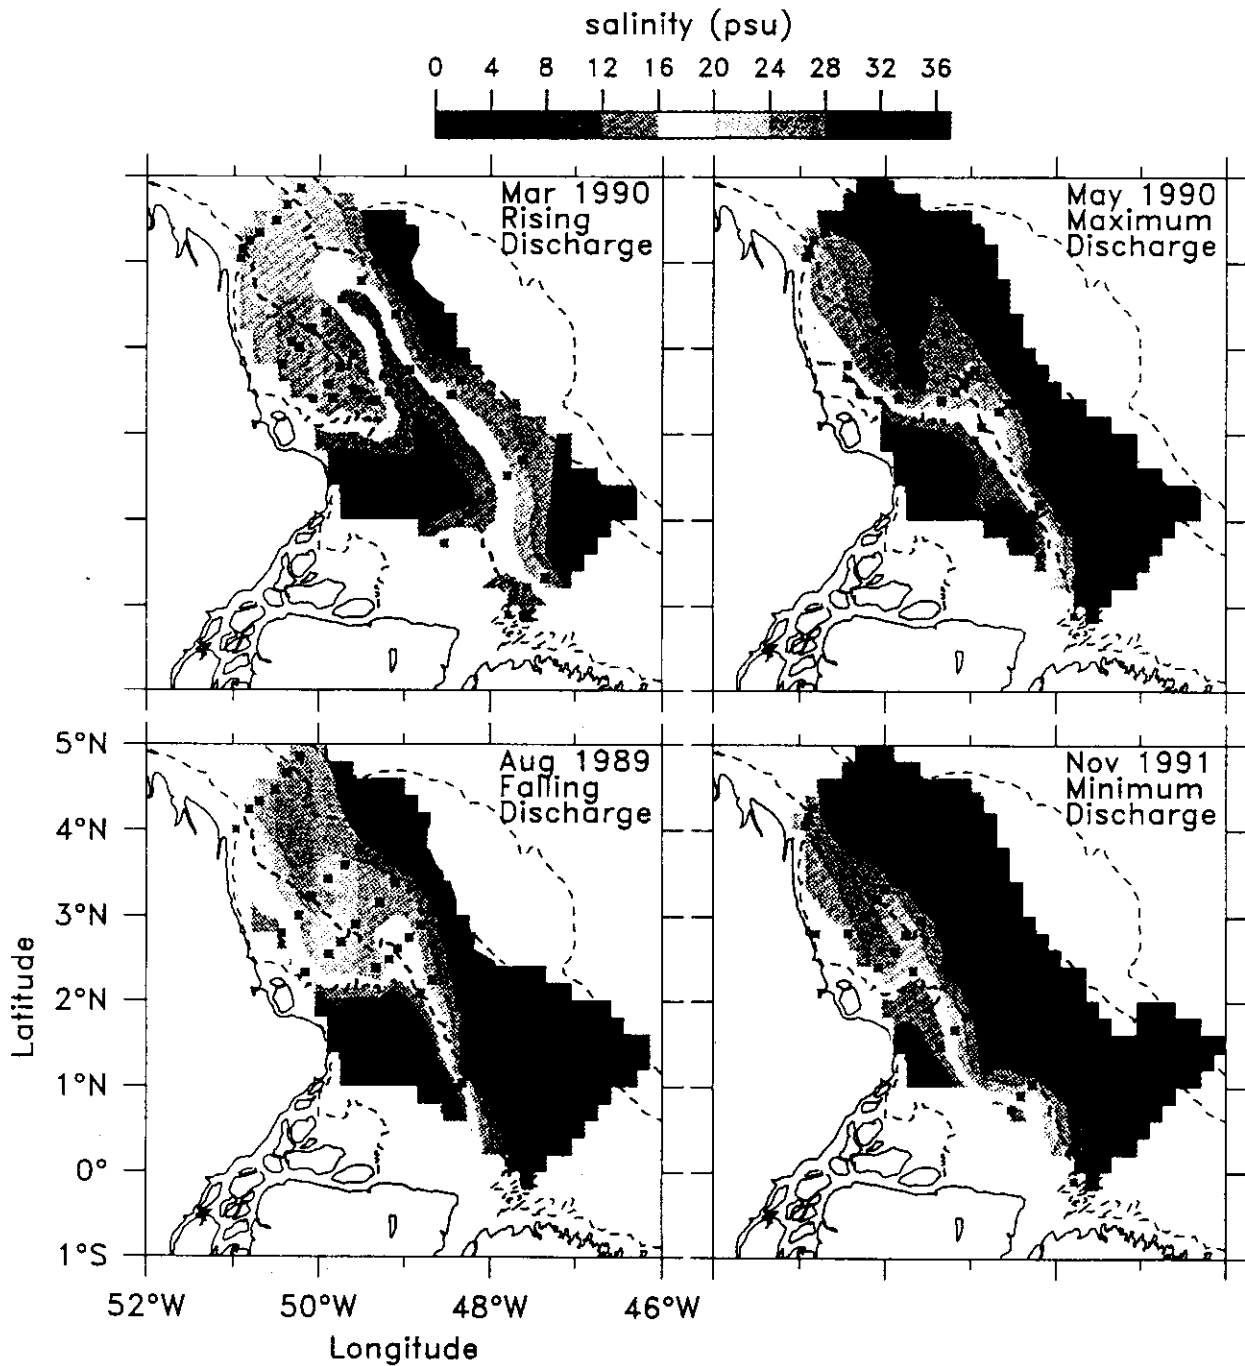 salinity (psu)
0 4 8 12 16 20 24 28 32 36
Mar 1990
Rising
Discharge
May 1990
Maximum
Discharge
Aug 1989
Falling
Discharge
Nov 1991
Minimum
Discharge
5°N
4°N
3°N
2°N
1°N
0°
1°S
Latitude
52°W 50°W 48°W 46°W
Longitude